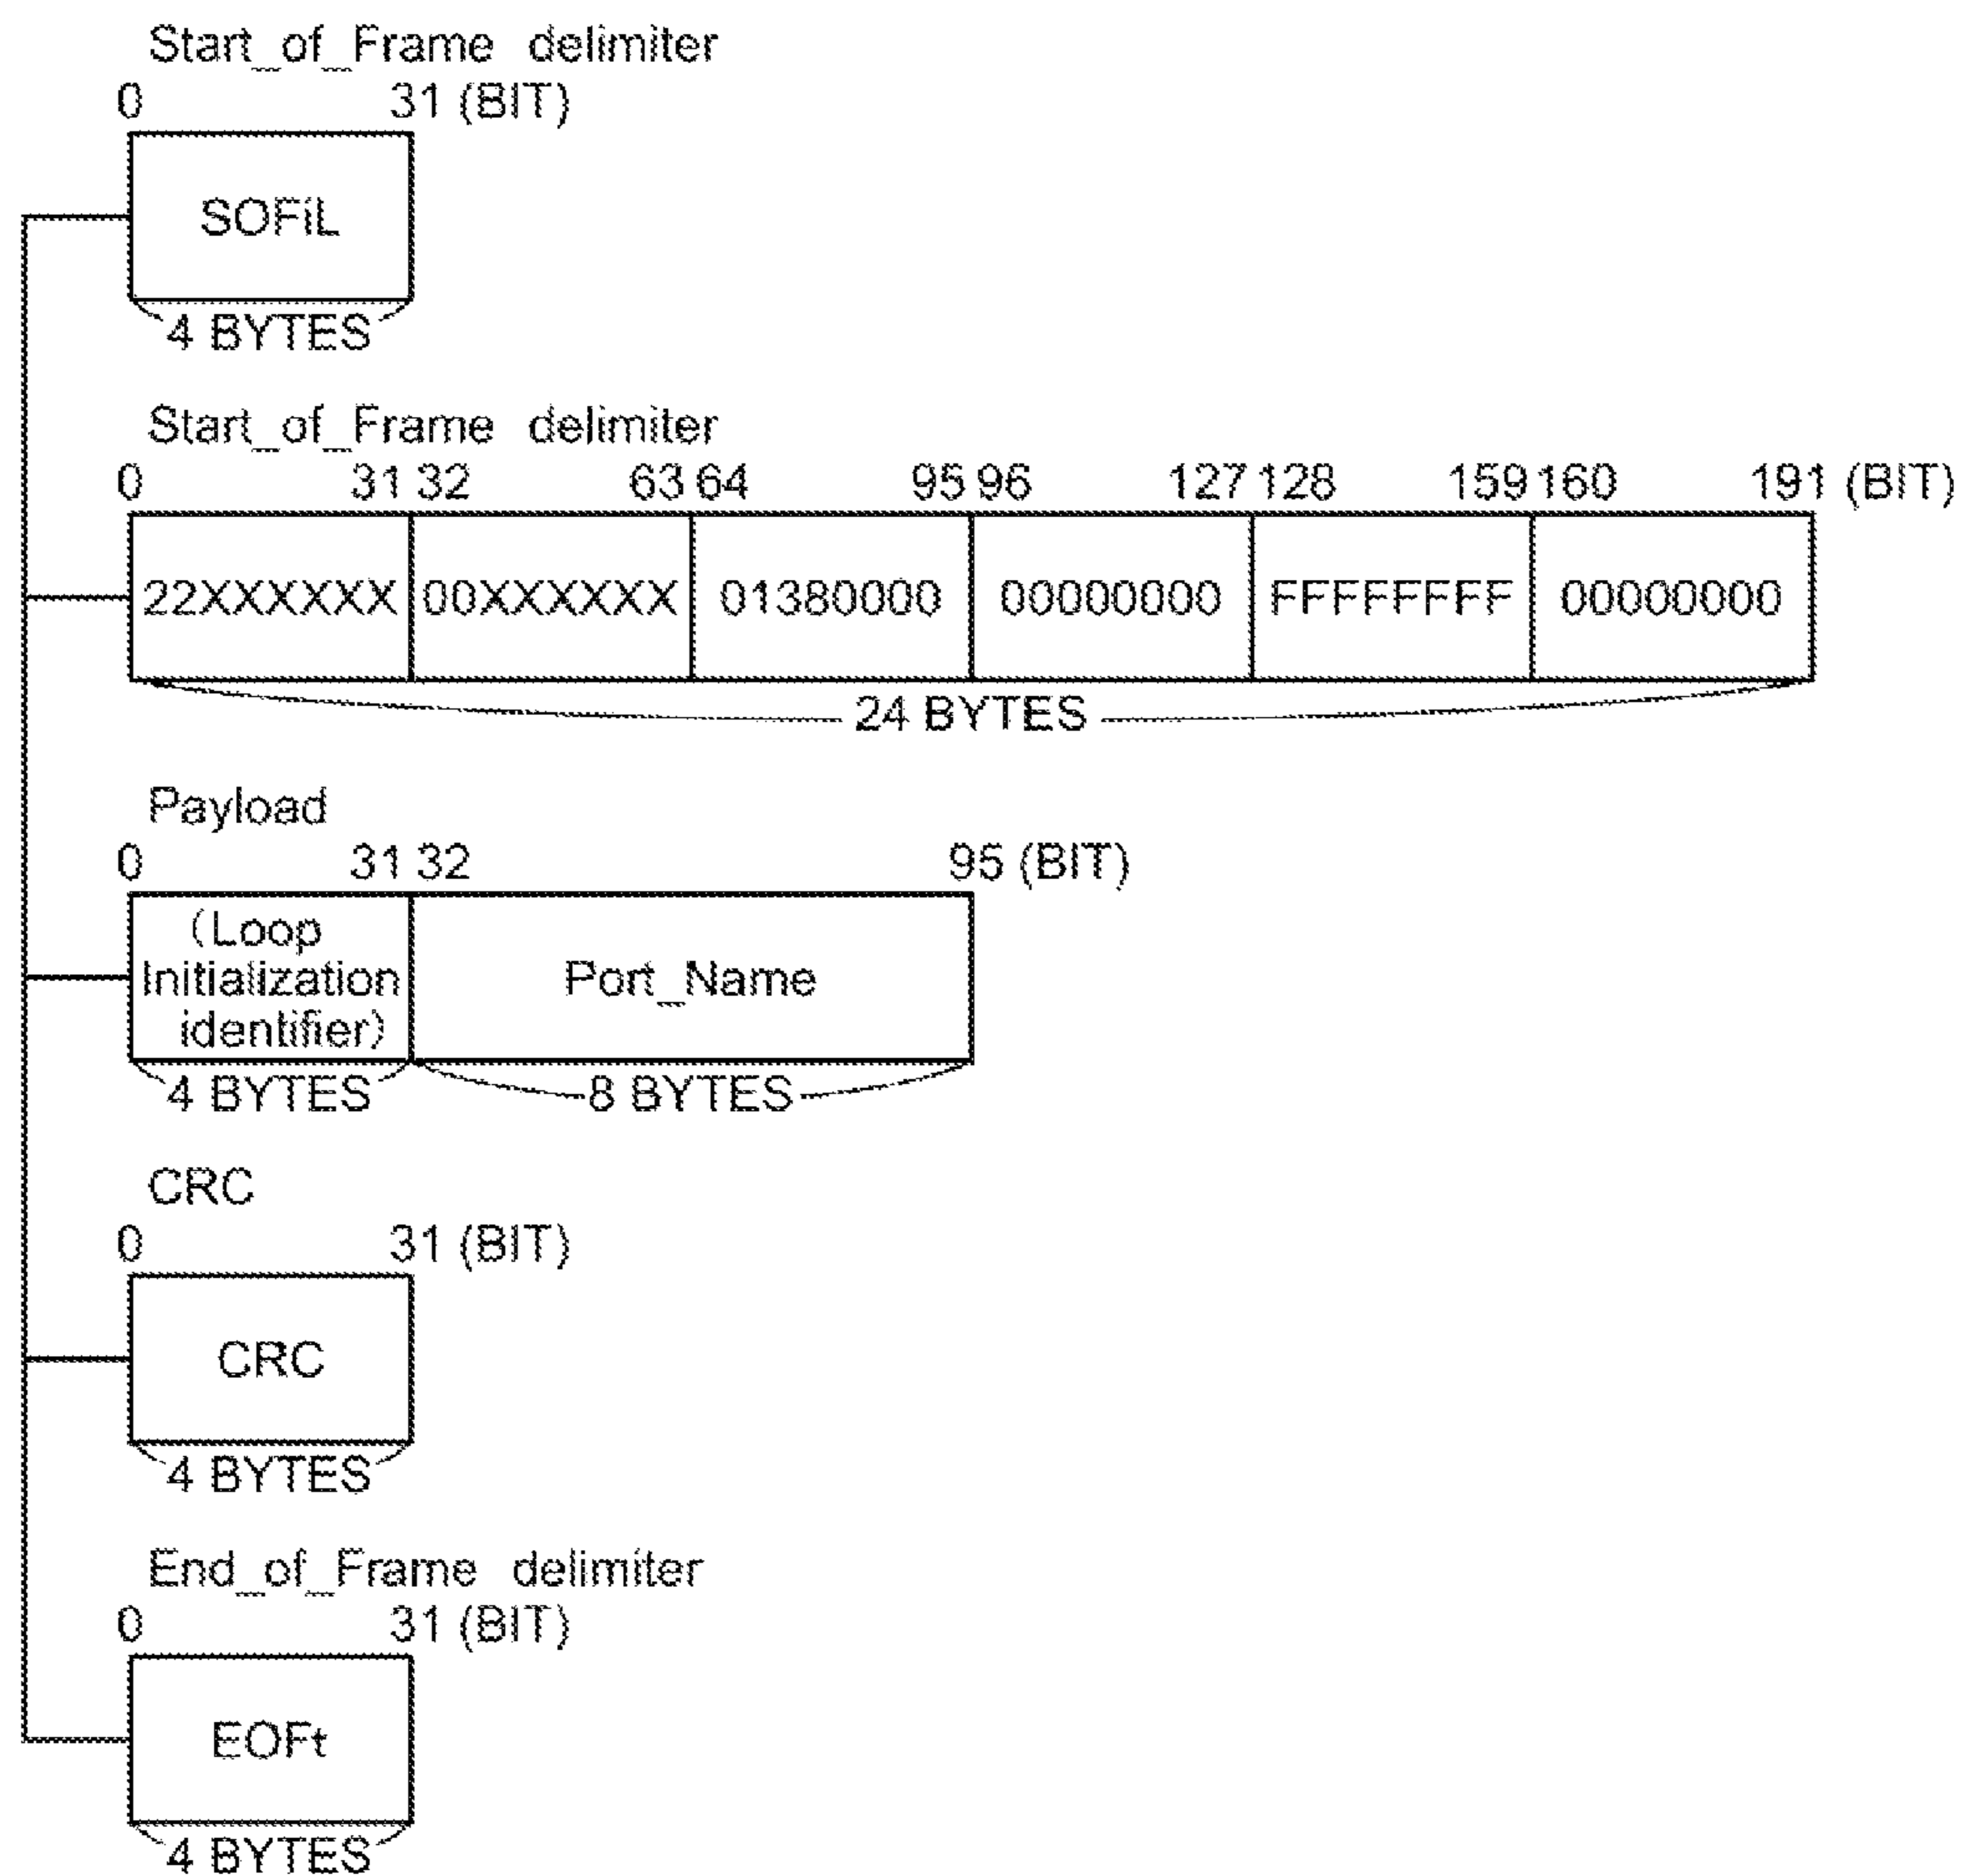 Start_of_Frame delimiter
0 31 (BIT)
SOFiL
4 BYTES
Start_of_Frame delimiter
0 31 32 63 64 95 96 127 128 159 160 191 (BIT)
22XXXXXX 00XXXXXX 01380000 00000000 FFFFFFFF 00000000
24 BYTES
Payload
0 31 32 95 (BIT)
(Loop
Initialization
identifier)
Port_Name
4 BYTES 8 BYTES
CRC
0 31 (BIT)
CRC
4 BYTES
End_of_Frame delimiter
0 31 (BIT)
EOFt
4 BYTES